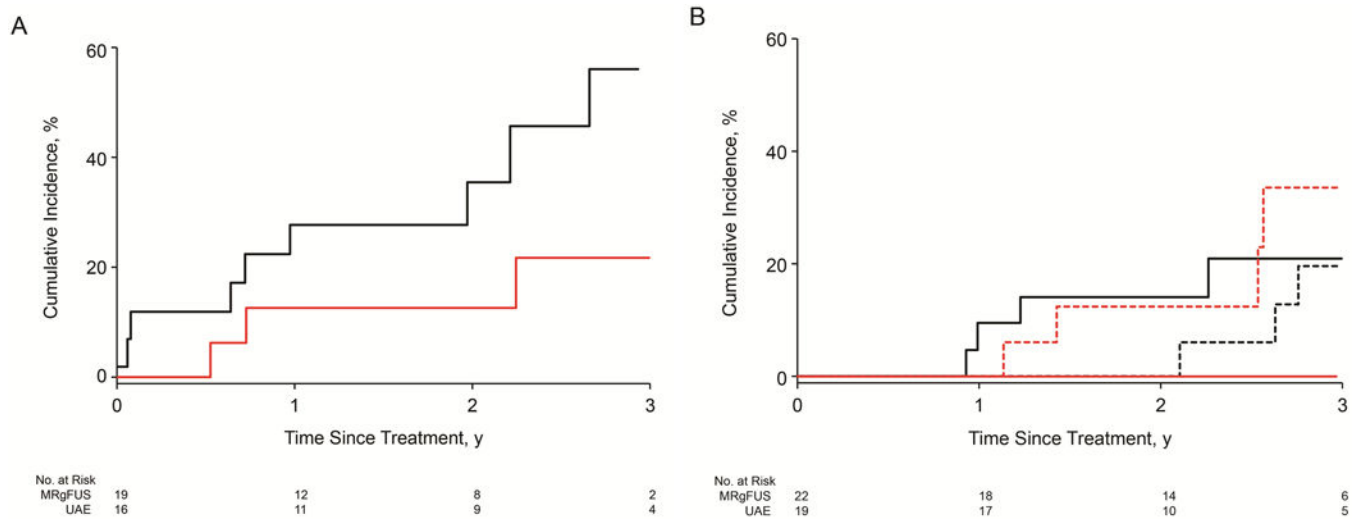 A
60
40
20
0
Cumulative Incidence, %
0 1 2 3
Time Since Treatment, y
No. at Risk
MRgFUS 19 12 8 2
UAE 16 11 9 4
B
60
40
20
0
Cumulative Incidence, %
0 1 2 3
Time Since Treatment, y
No. at Risk
MRgFUS 22 18 14 6
UAE 19 17 10 5